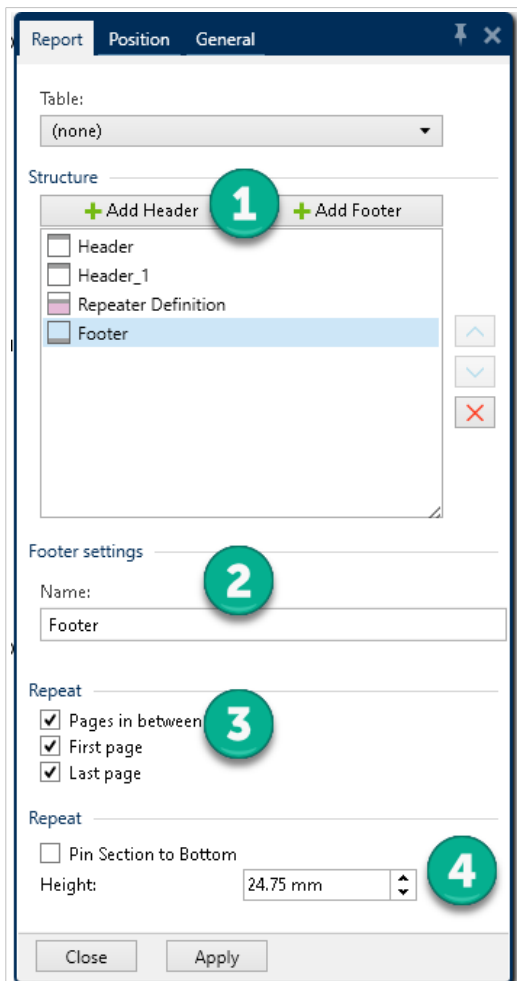 Report Position General
Table:
(none)
Structure
Add Header 1 Add Footer
Header
Header_1
Repeater Definition
Footer
Footer settings
2
Name:
Footer
Repeat
Pages in between 3
First page
Last page
Repeat
Pin Section to Bottom
Height: 24.75 mm 4
Close Apply